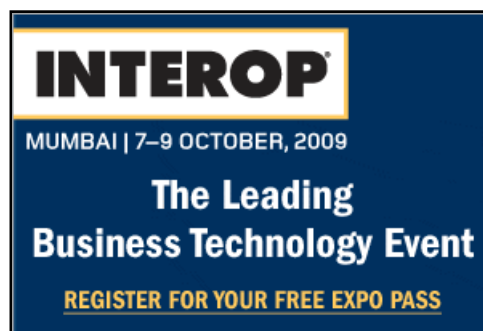 INTEROP®
MUMBAI | 7–9 OCTOBER, 2009
The Leading
Business Technology Event
REGISTER FOR YOUR FREE EXPO PASS